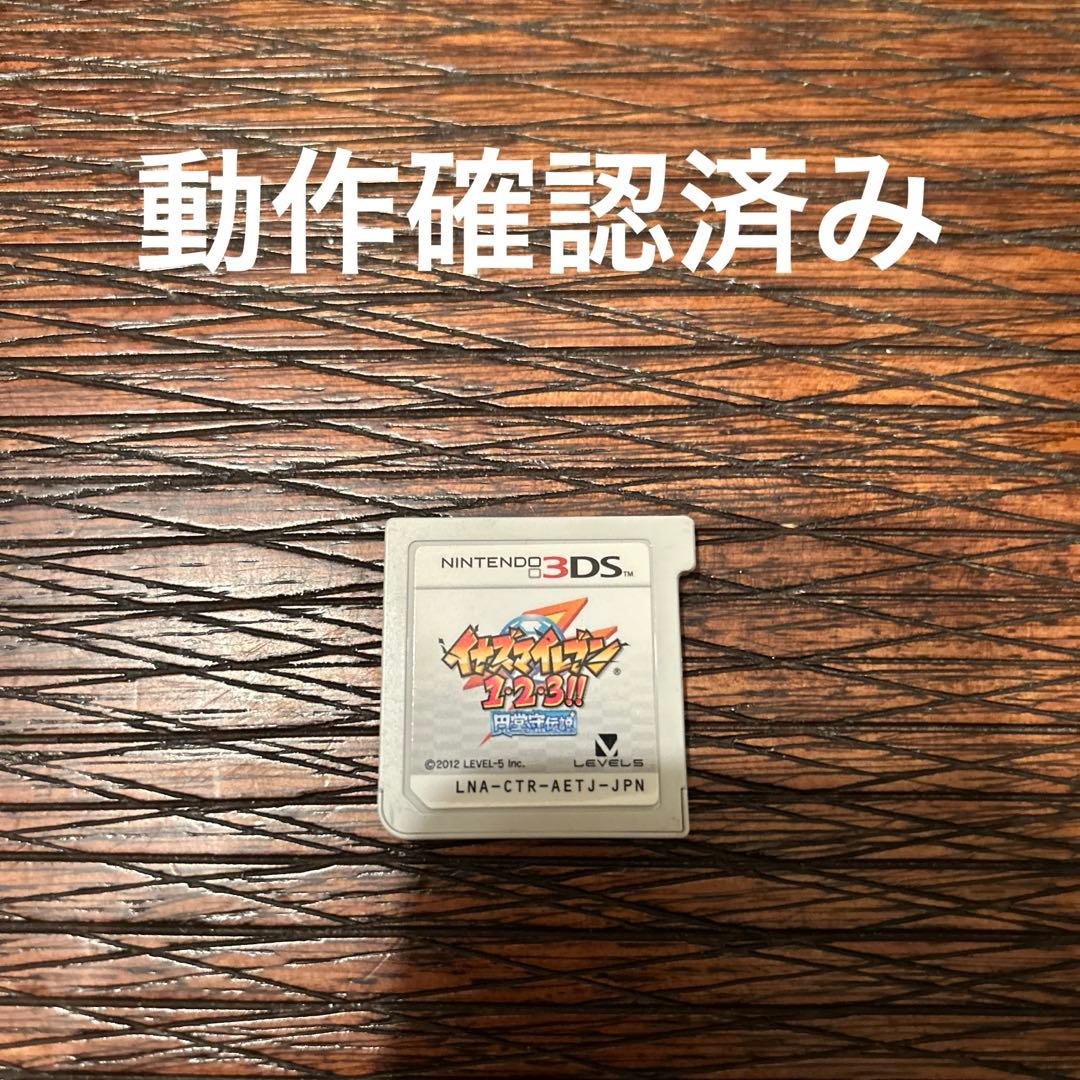 動作確認済み
NINTENDO 3DS™
イナズマイレブン®
1・2・3!!
円堂守伝説
©2012 LEVEL-5 Inc.
LEVEL5
LNA-CTR-AETJ-JPN